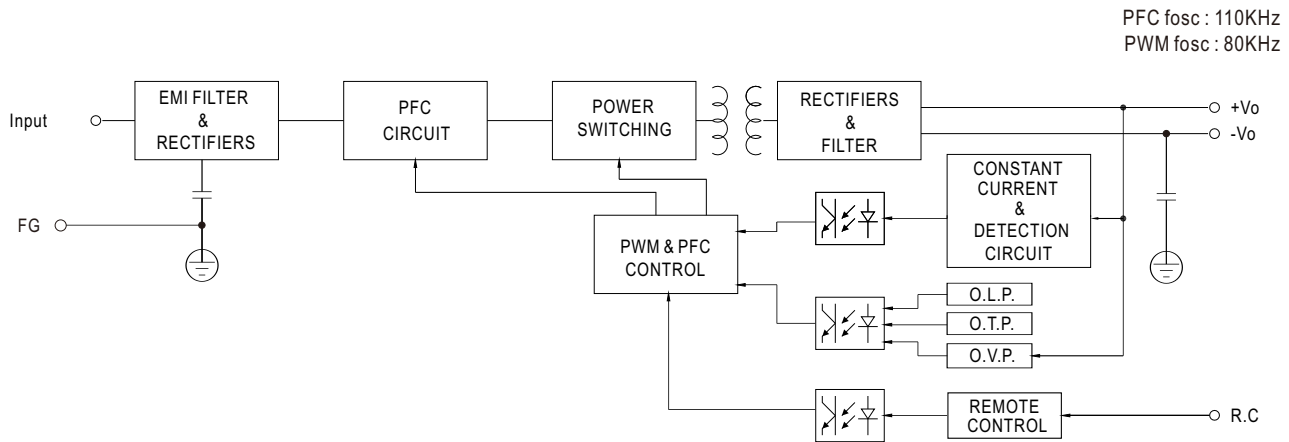 PFC fosc : 110KHz
PWM fosc : 80KHz
Input
EMI FILTER
&
RECTIFIERS
PFC
CIRCUIT
POWER
SWITCHING
RECTIFIERS
&
FILTER
+Vo
-Vo
FG
PWM & PFC
CONTROL
CONSTANT
CURRENT
&
DETECTION
CIRCUIT
O.L.P.
O.T.P.
O.V.P.
REMOTE
CONTROL
R.C